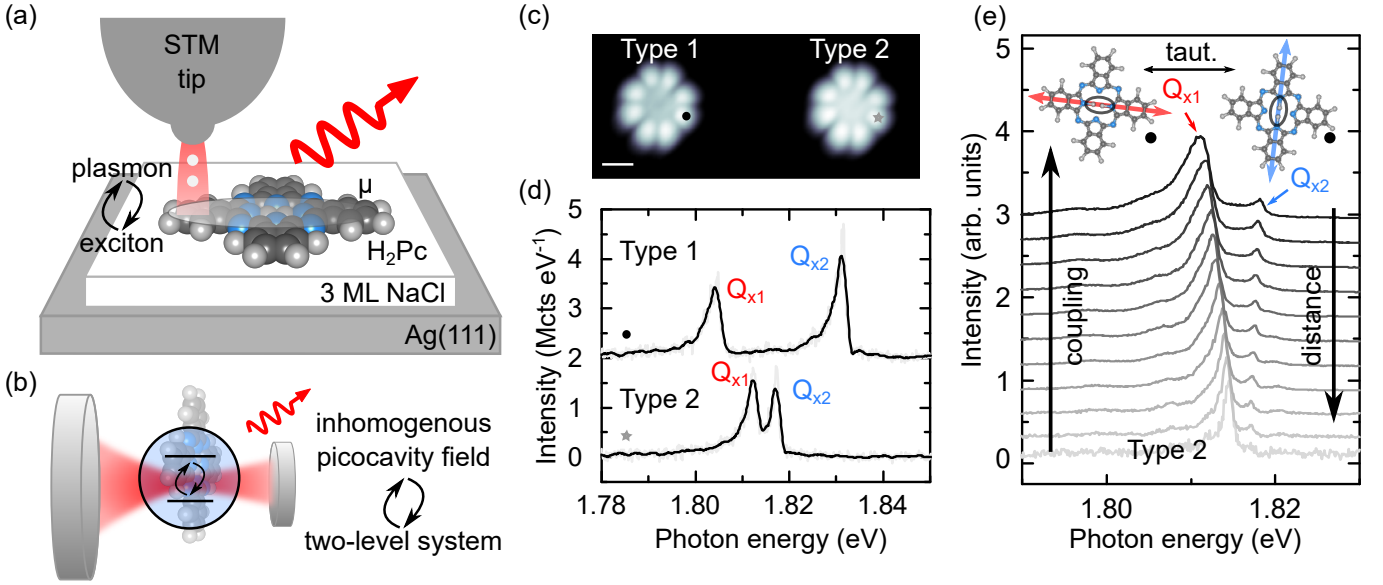 (a)
STM
tip
plasmon
exciton
μ
H2Pc
3 ML NaCl
Ag(111)
(b)
inhomogenous
picocavity field
two-level system
(c)
Type 1
Type 2
(d)
5
4
3
2
1
0
Intensity (Mcts eV-1)
Type 1
Qx1
Qx2
Type 2
Qx1
Qx2
1.78
1.80
1.82
1.84
Photon energy (eV)
(e)
5
4
3
2
1
0
Intensity (arb. units)
taut.
Qx1
Qx2
coupling
distance
Type 2
1.80
1.82
Photon energy (eV)